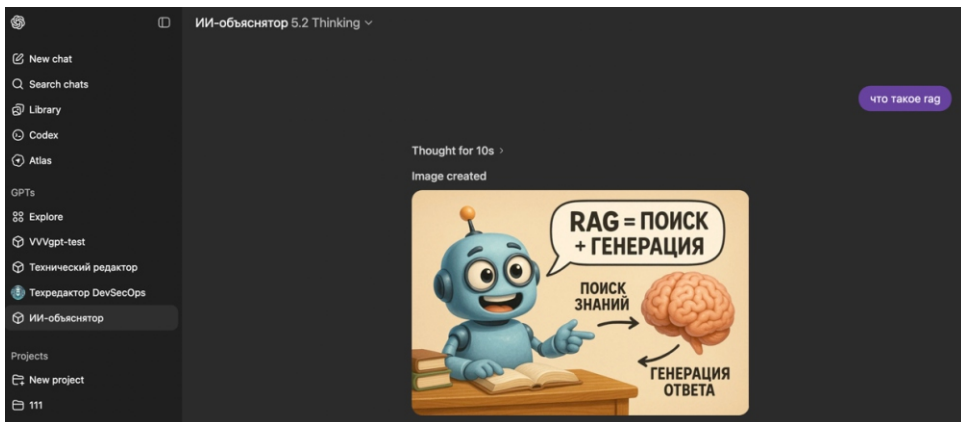 ИИ-объяснятор 5.2 Thinking
New chat
Search chats
Library
Codex
Atlas
GPTs
Explore
VVVgpt-test
Технический редактор
Техредактор DevSecOps
ИИ-объяснятор
Projects
New project
111
что такое rag
Thought for 10s
Image created
RAG = ПОИСК
+ ГЕНЕРАЦИЯ
ПОИСК
ЗНАНИЙ
ГЕНЕРАЦИЯ
ОТВЕТА